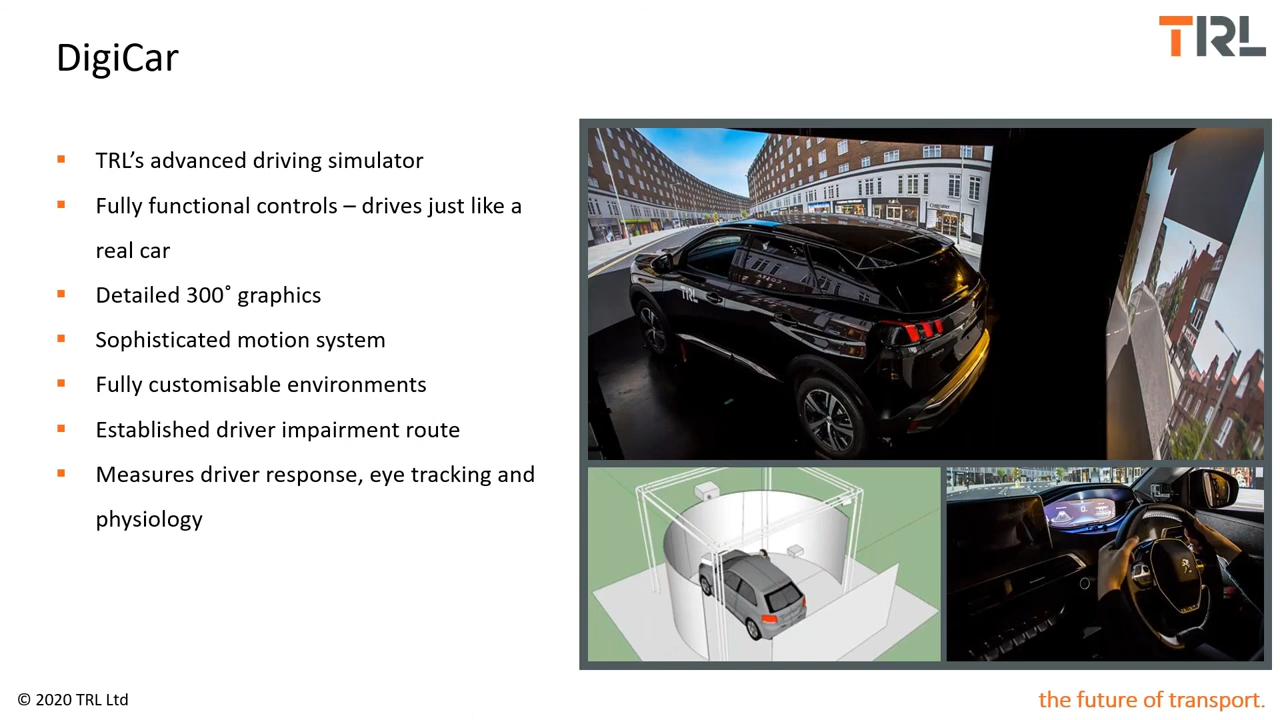 TRL
DigiCar
▪ TRL’s advanced driving simulator
▪ Fully functional controls – drives just like a
real car
▪ Detailed 300˚ graphics
▪ Sophisticated motion system
▪ Fully customisable environments
▪ Established driver impairment route
▪ Measures driver response, eye tracking and
physiology
TRL
© 2020 TRL Ltd
the future of transport.